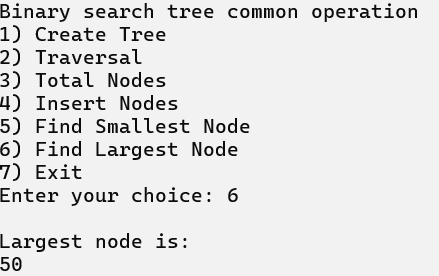 Binary search tree common operation
1) Create Tree
2) Traversal
3) Total Nodes
4) Insert Nodes
5) Find Smallest Node
6) Find Largest Node
7) Exit
Enter your choice: 6
Largest node is:
50